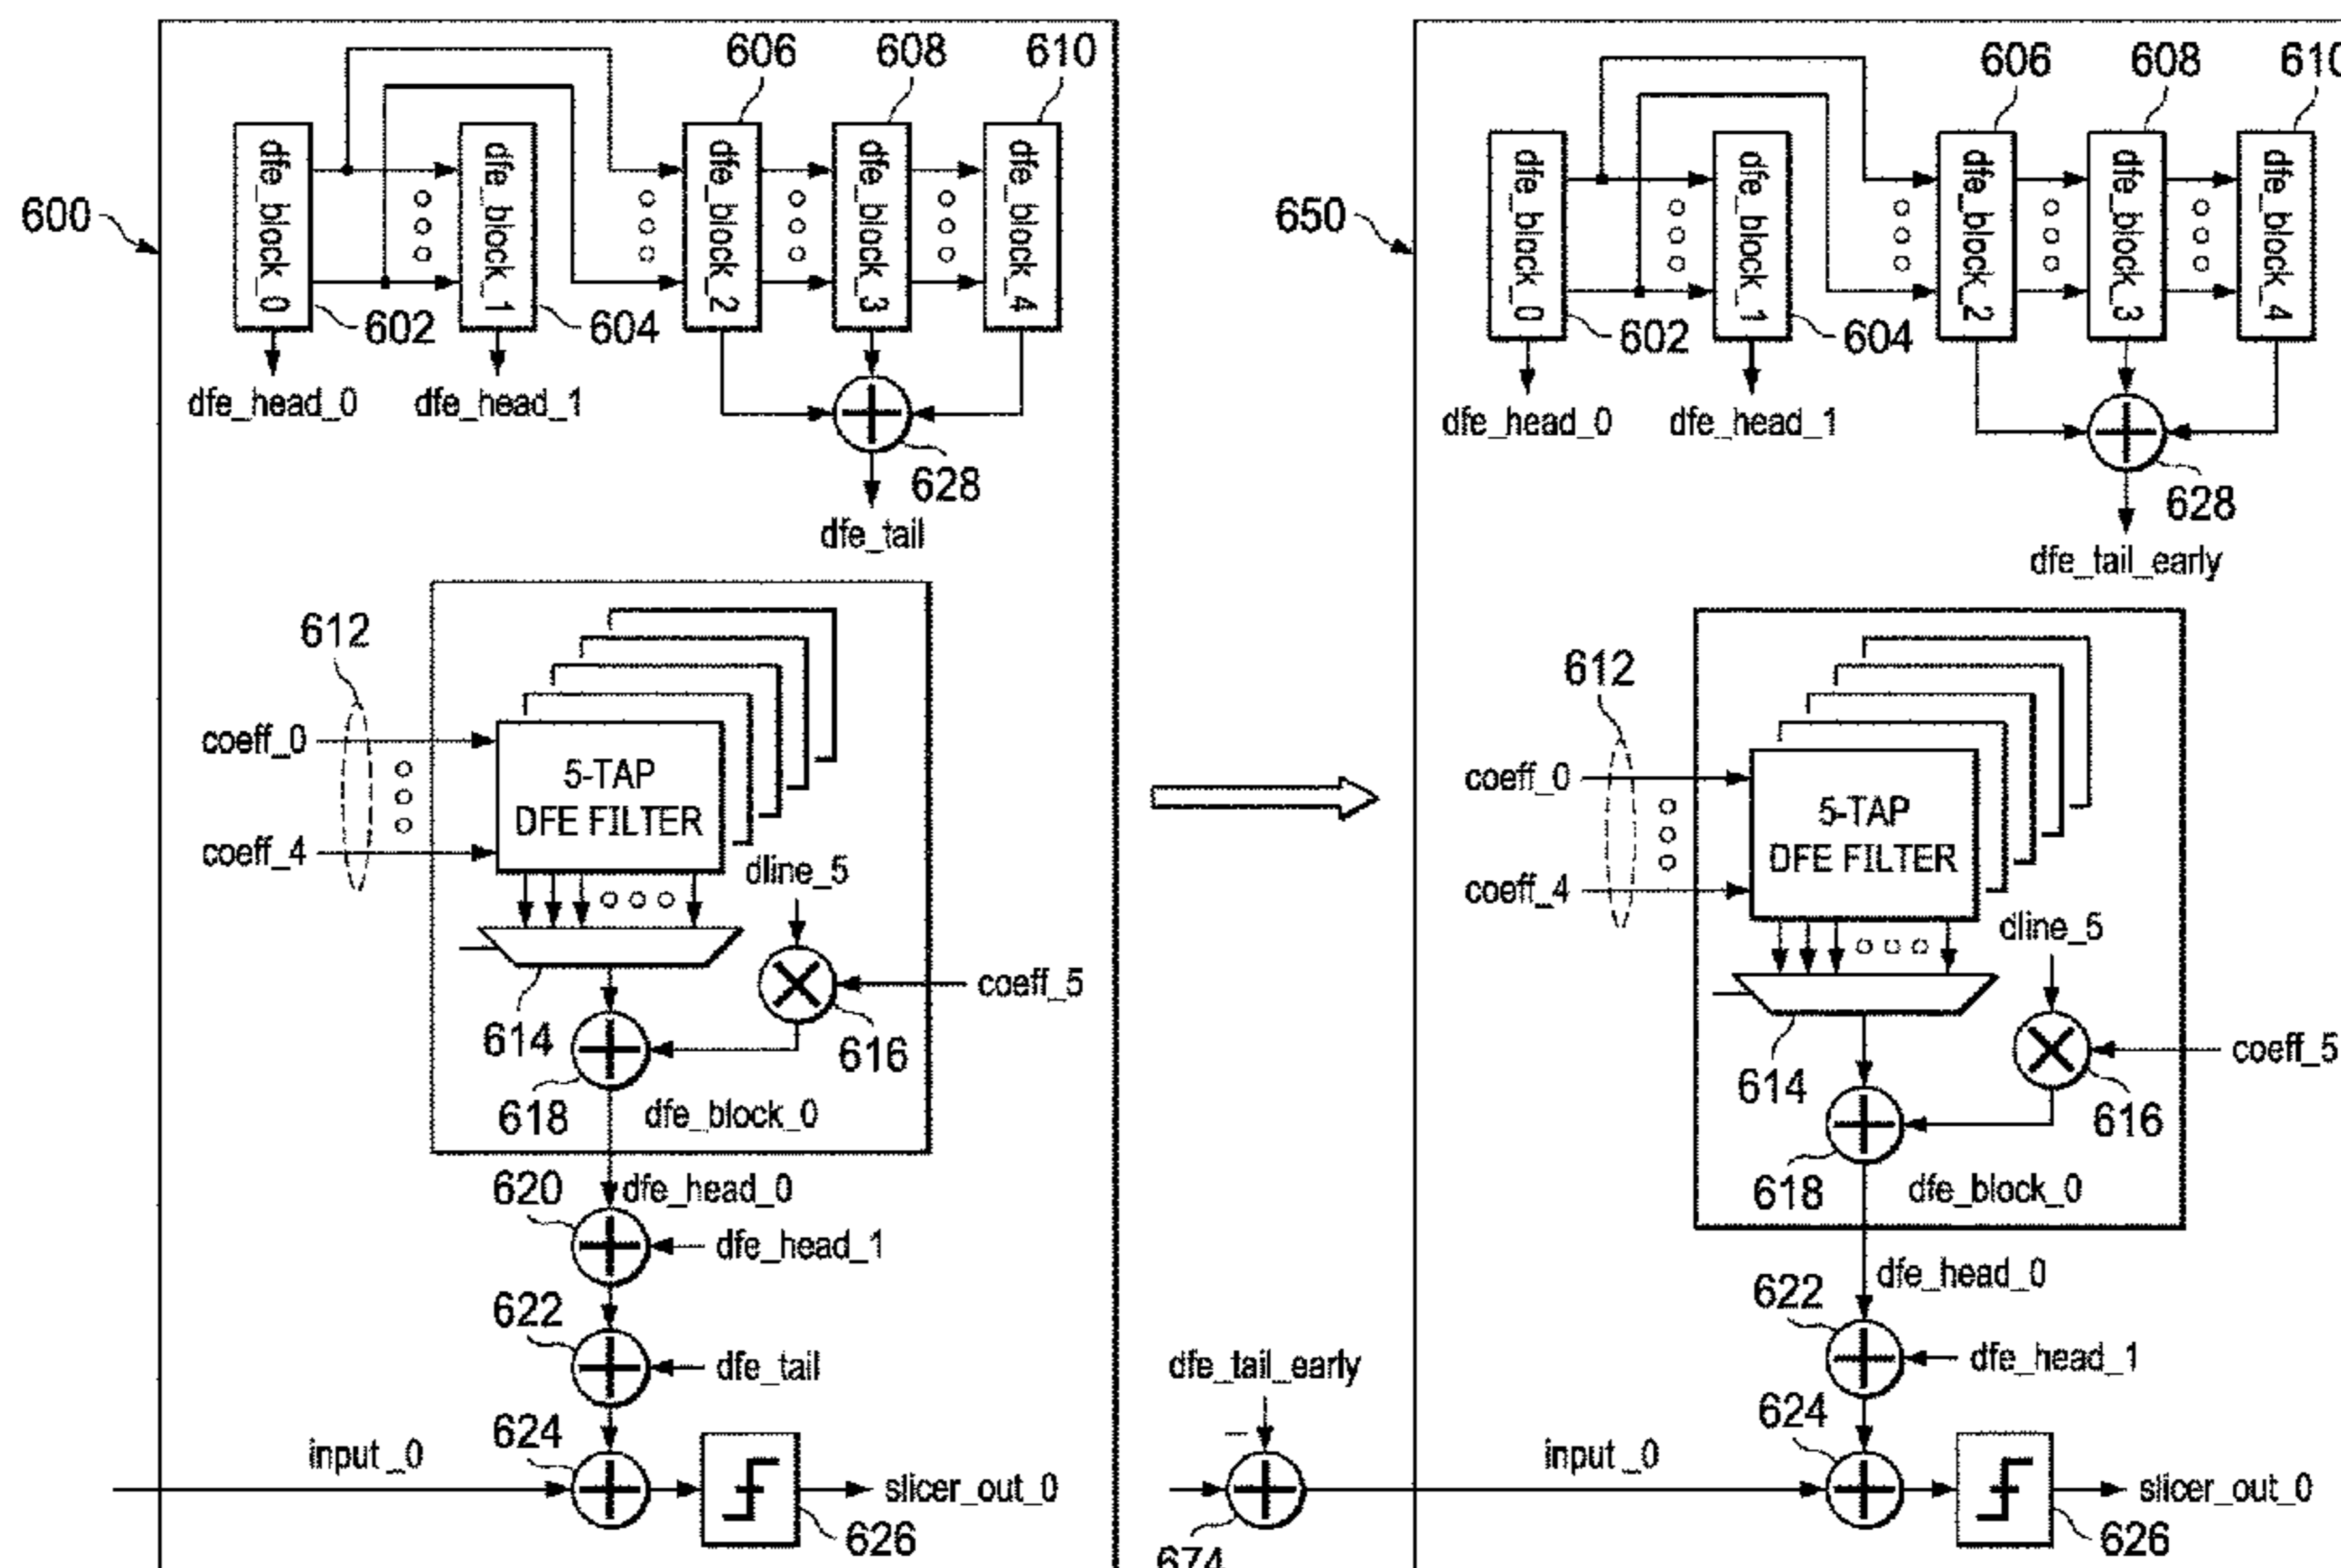 606 608 610
600
dfe_block_0
dfe_block_1
dfe_block_2
dfe_block_3
dfe_block_4
602 604
dfe_head_0 dfe_head_1
628
dfe_tail
612
coeff_0
coeff_4
5-TAP
DFE FILTER
dline_5
coeff_5
614 616
618 dfe_block_0
620 dfe_head_0
dfe_head_1
622
dfe_tail
624
input_0
slicer_out_0
626
606 608 610
650
dfe_block_0
dfe_block_1
dfe_block_2
dfe_block_3
dfe_block_4
602 604
dfe_head_0 dfe_head_1
628
dfe_tail_early
612
coeff_0
coeff_4
5-TAP
DFE FILTER
dline_5
coeff_5
614 616
618 dfe_block_0
dfe_head_0
622
dfe_head_1
dfe_tail_early
–
624
input_0
slicer_out_0
626
674